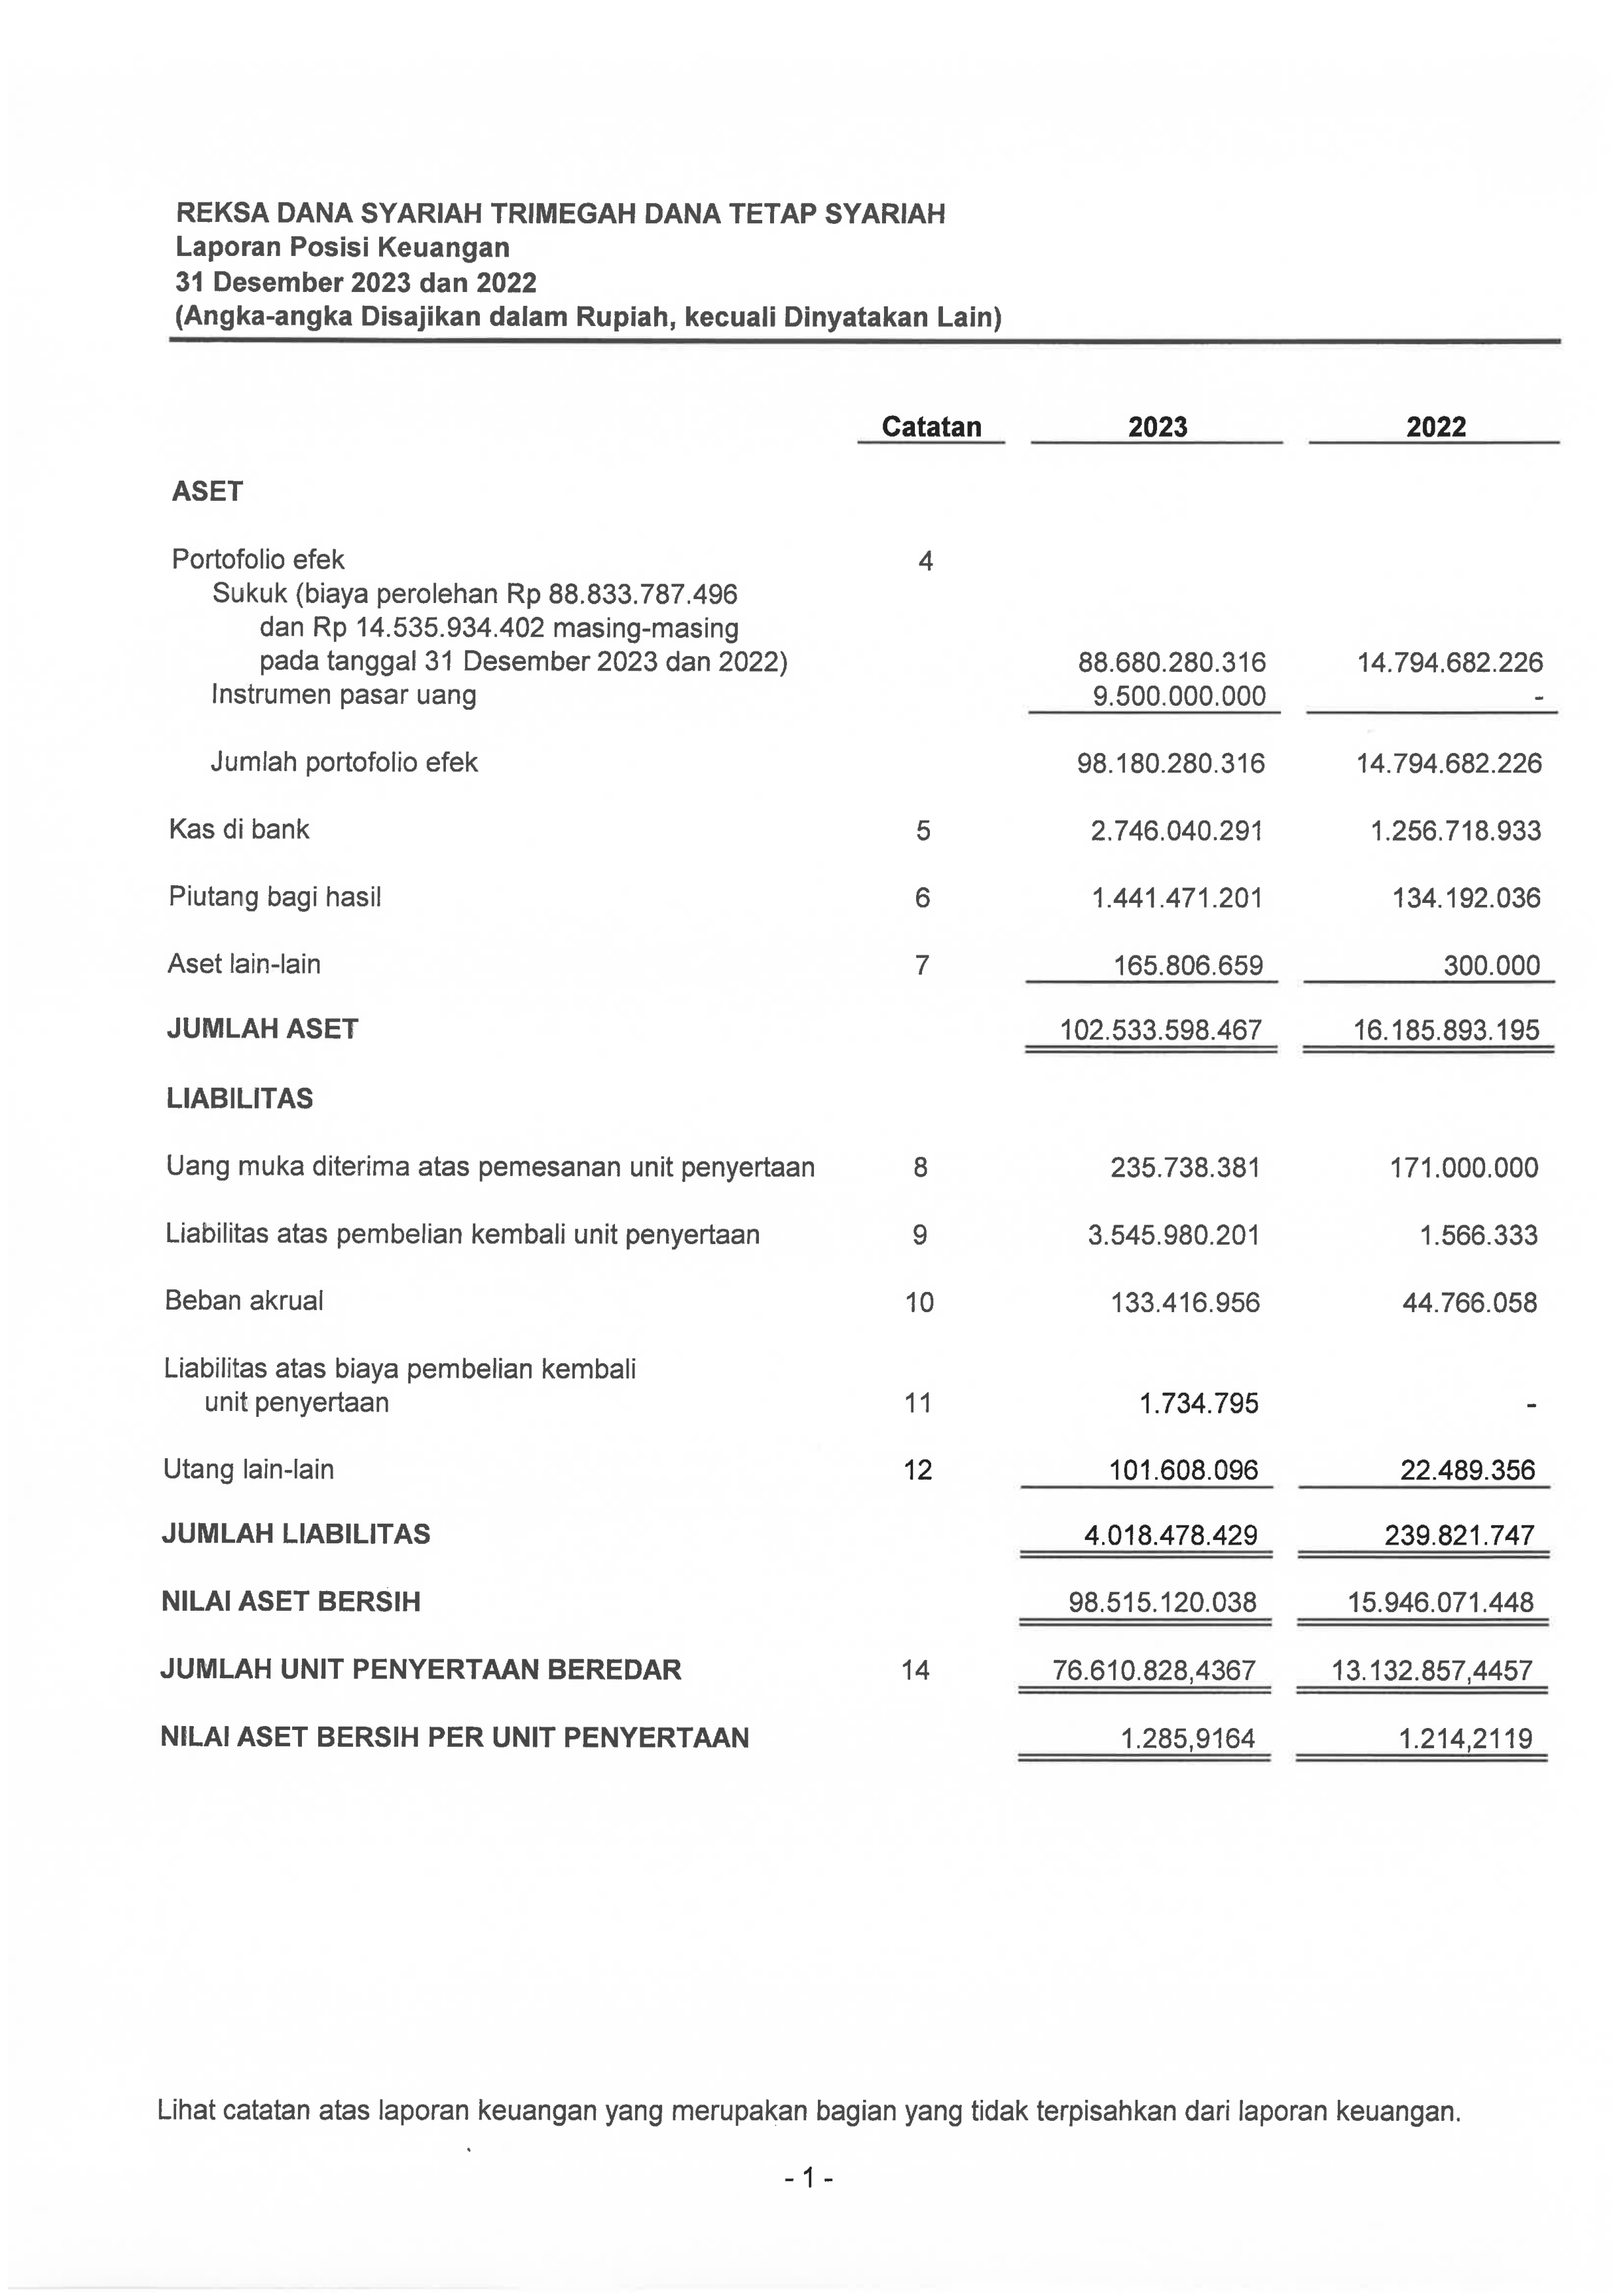 REKSA DANA SYARIAH TRIMEGAH DANA TETAP SYARIAH
Laporan Posisi Keuangan
31 Desember 2023 dan 2022
(Angka-angka Disajikan dalam Rupiah, kecuali Dinyatakan Lain)
Catatan 2023 2022
ASET
Portofolio efek 4
Sukuk (biaya perolehan Rp 88.833.787.496
dan Rp 14.535.934.402 masing-masing
pada tanggal 31 Desember 2023 dan 2022) 88.680.280.316 14.794.682.226
Instrumen pasar uang 9.500.000.000 -
Jumlah portofolio efek 98.180.280.316 14.794.682.226
Kas di bank 5 2.746.040.291 1.256.718.933
Piutang bagi hasil 6 1.441.471.201 134.192.036
Aset lain-lain 7 165.806.659 300.000
JUMLAH ASET 102.533.598.467 16.185.893.195
LIABILITAS
Uang muka diterima atas pemesanan unit penyertaan 8 235.738.381 171.000.000
Liabilitas atas pembelian kembali unit penyertaan 9 3.545.980.201 1.566.333
Beban akrual 10 133.416.956 44.766.058
Liabilitas atas biaya pembelian kembali
unit penyertaan 11 1.734.795 -
Utang lain-lain 12 101.608.096 22.489.356
JUMLAH LIABILITAS 4.018.478.429 239.821.747
NILAI ASET BERSIH 98.515.120.038 15.946.071.448
JUMLAH UNIT PENYERTAAN BEREDAR 14 76.610.828,4367 13.132.857,4457
NILAI ASET BERSIH PER UNIT PENYERTAAN 1.285,9164 1.214,2119
Lihat catatan atas laporan keuangan yang merupakan bagian yang tidak terpisahkan dari laporan keuangan.
- 1 -